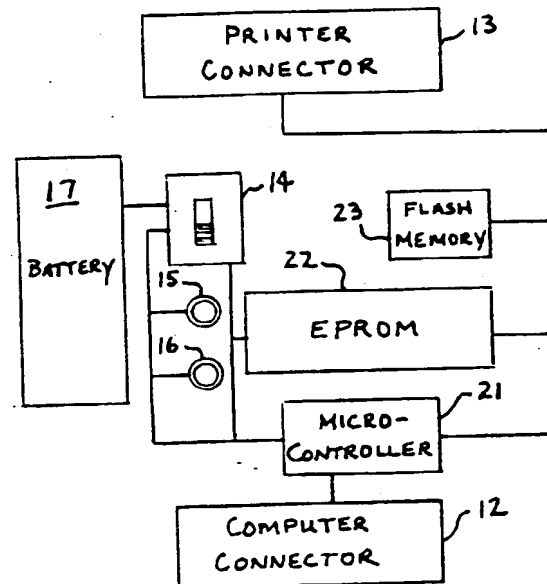 PRINTER
CONNECTOR
13
17
BATTERY
14
15
16
23
FLASH
MEMORY
22
EPROM
21
MICRO-
CONTROLLER
COMPUTER
CONNECTOR
12